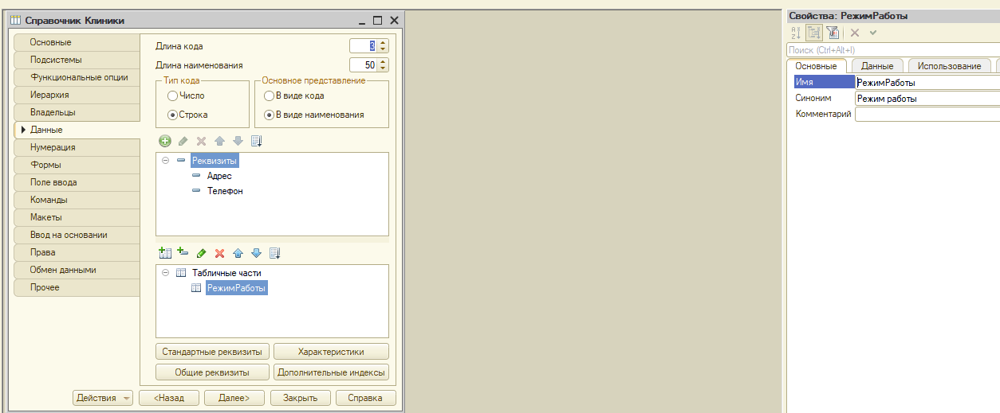 Справочник Клиники
Основные
Подсистемы
Функциональные опции
Иерархия
Владельцы
Данные
Нумерация
Формы
Поле ввода
Команды
Макеты
Ввод на основании
Права
Обмен данными
Прочее
Длина кода 3
Длина наименования 50
Тип кода
Число
Строка
Основное представление
В виде кода
В виде наименования
Реквизиты
Адрес
Телефон
Табличные части
РежимРаботы
Стандартные реквизиты Характеристики
Общие реквизиты Дополнительные индексы
Действия <Назад Далее> Закрыть Справка
Свойства: РежимРаботы
Поиск (Ctrl+Alt+I)
Основные Данные Использование
Имя РежимРаботы
Синоним Режим работы
Комментарий